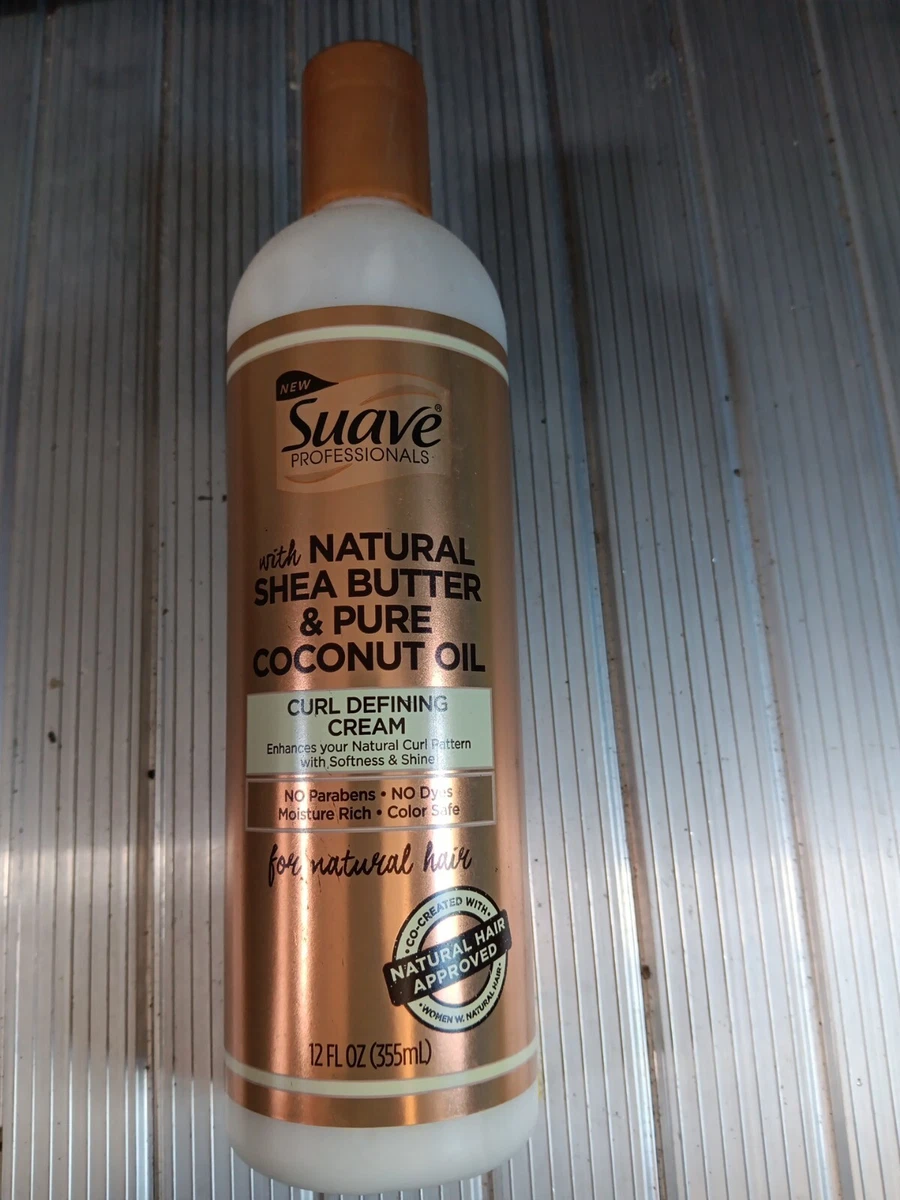 NEW
Suave®
PROFESSIONALS
with NATURAL
SHEA BUTTER
& PURE
COCONUT OIL
CURL DEFINING
CREAM
Enhances your Natural Curl Pattern
with Softness & Shine
NO Parabens • NO Dyes
Moisture Rich • Color Safe
for natural hair
• CO-CREATED WITH •
NATURAL HAIR
APPROVED
• WOMEN W. NATURAL HAIR •
12 FL OZ (355mL)